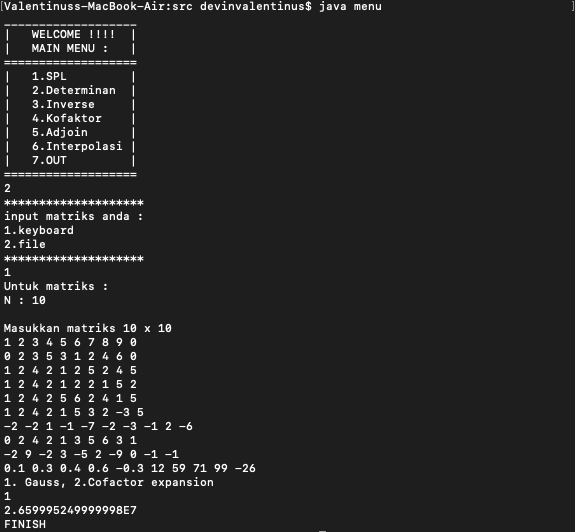 [Valentinuss-MacBook-Air:src devinvalentinus$ java menu ]
___________________
|   WELCOME !!!!  |
|   MAIN MENU :   |
===================
|   1.SPL         |
|   2.Determinan  |
|   3.Inverse     |
|   4.Kofaktor    |
|   5.Adjoin      |
|   6.Interpolasi |
|   7.OUT         |
===================
2
********************
input matriks anda :
1.keyboard
2.file
********************
1
Untuk matriks :
N : 10
Masukkan matriks 10 x 10
1 2 3 4 5 6 7 8 9 0
0 2 3 5 3 1 2 4 6 0
1 2 4 2 1 2 5 2 4 5
1 2 4 2 1 2 2 1 5 2
1 2 4 2 5 6 2 4 1 5
1 2 4 2 1 5 3 2 -3 5
-2 -2 1 -1 -7 -2 -3 -1 2 -6
0 2 4 2 1 3 5 6 3 1
-2 9 -2 3 -5 2 -9 0 -1 -1
0.1 0.3 0.4 0.6 -0.3 12 59 71 99 -26
1. Gauss, 2.Cofactor expansion
1
2.659995249999998E7
FINISH